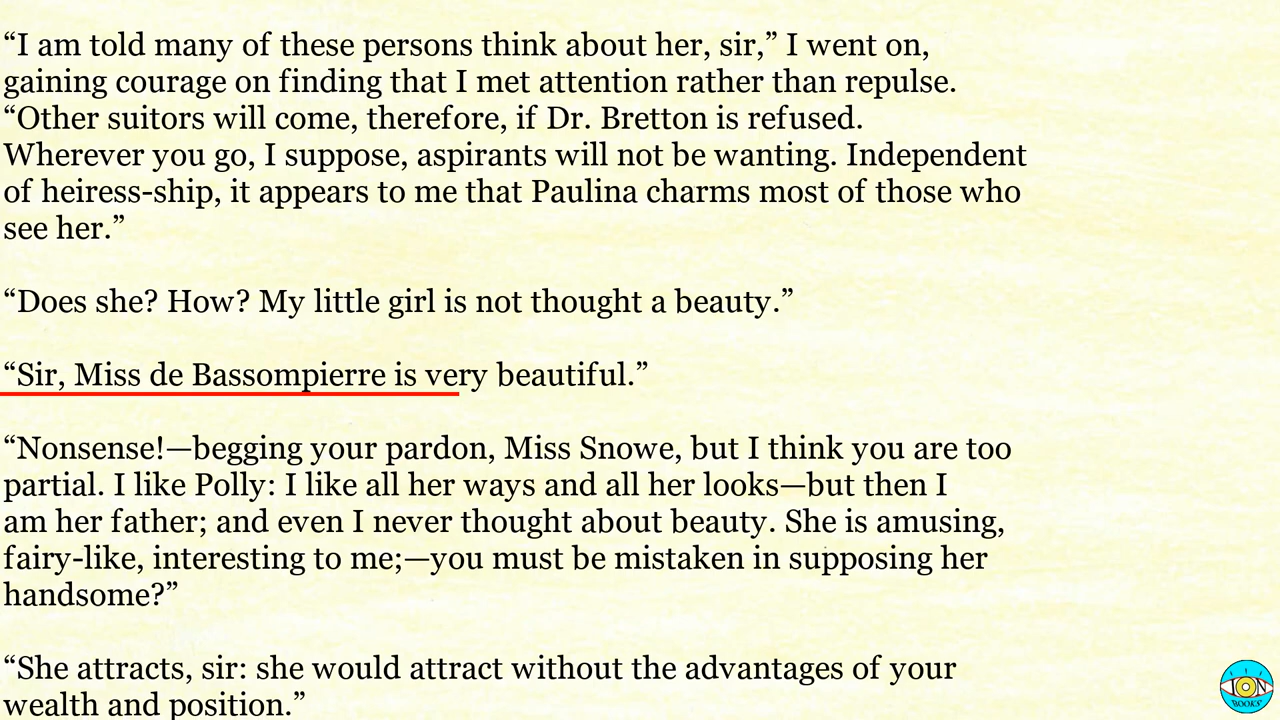 “I am told many of these persons think about her, sir,” I went on,
gaining courage on finding that I met attention rather than repulse.
“Other suitors will come, therefore, if Dr. Bretton is refused.
Wherever you go, I suppose, aspirants will not be wanting. Independent
of heiress-ship, it appears to me that Paulina charms most of those who
see her.”
“Does she? How? My little girl is not thought a beauty.”
“Sir, Miss de Bassompierre is very beautiful.”
“Nonsense!—begging your pardon, Miss Snowe, but I think you are too
partial. I like Polly: I like all her ways and all her looks—but then I
am her father; and even I never thought about beauty. She is amusing,
fairy-like, interesting to me;—you must be mistaken in supposing her
handsome?”
“She attracts, sir: she would attract without the advantages of your
wealth and position.”
ION
BOOKS